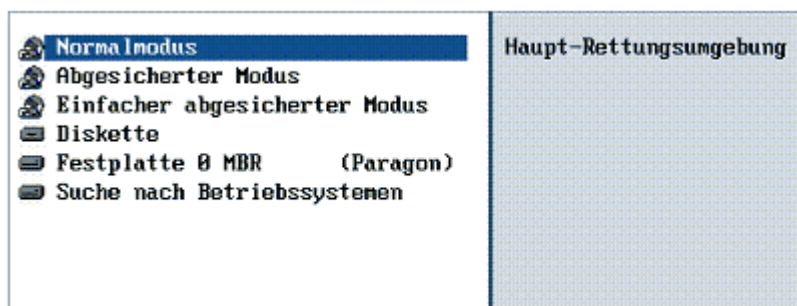 Normalmodus
Abgesicherter Modus
Einfacher abgesicherter Modus
Diskette
Festplatte 0 MBR (Paragon)
Suche nach Betriebssystemen
Haupt-Rettungsumgebung